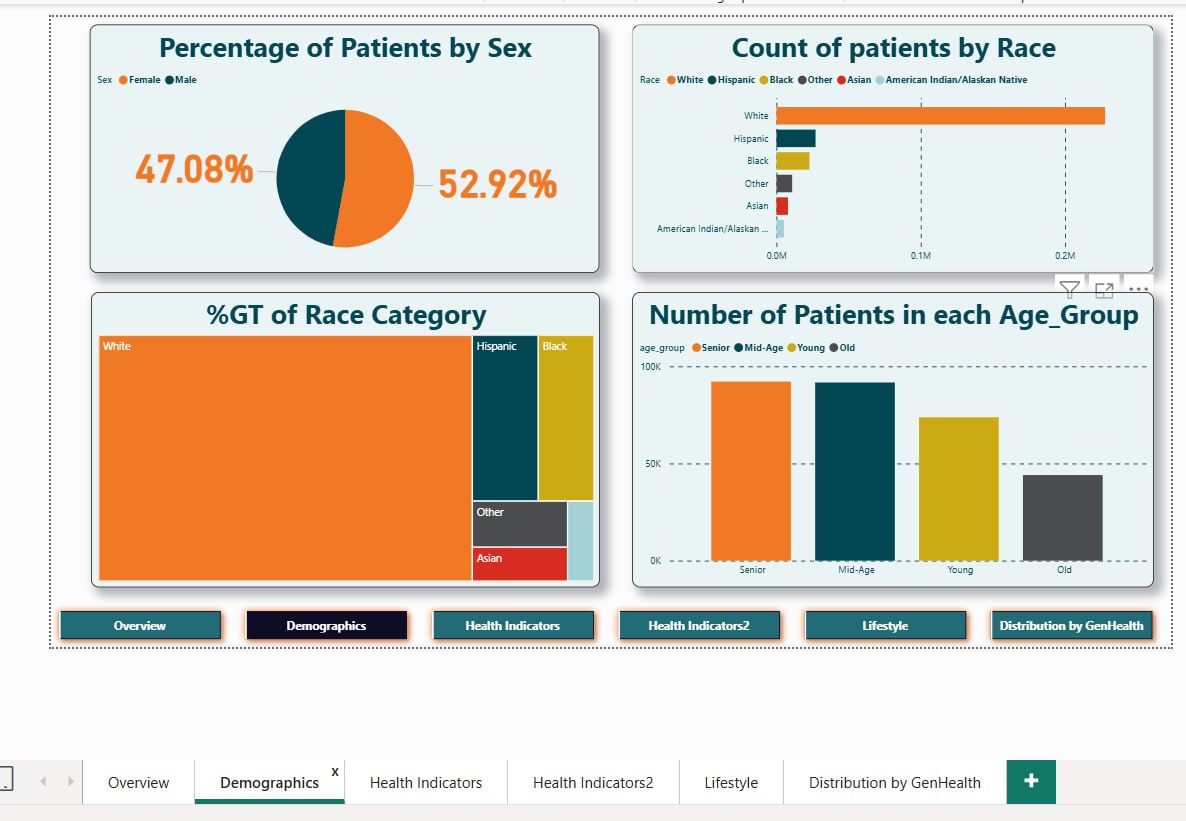 Percentage of Patients by Sex
Sex Female Male
47.08%
52.92%
Count of patients by Race
Race White Hispanic Black Other Asian American Indian/Alaskan Native
White
Hispanic
Black
Other
Asian
American Indian/Alaskan ...
0.0M 0.1M 0.2M
%GT of Race Category
White Hispanic Black
Other
Asian
Number of Patients in each Age_Group
age_group Senior Mid-Age Young Old
100K
50K
0K
Senior Mid-Age Young Old
Overview Demographics Health Indicators Health Indicators2 Lifestyle Distribution by GenHealth
Overview Demographics x Health Indicators Health Indicators2 Lifestyle Distribution by GenHealth +